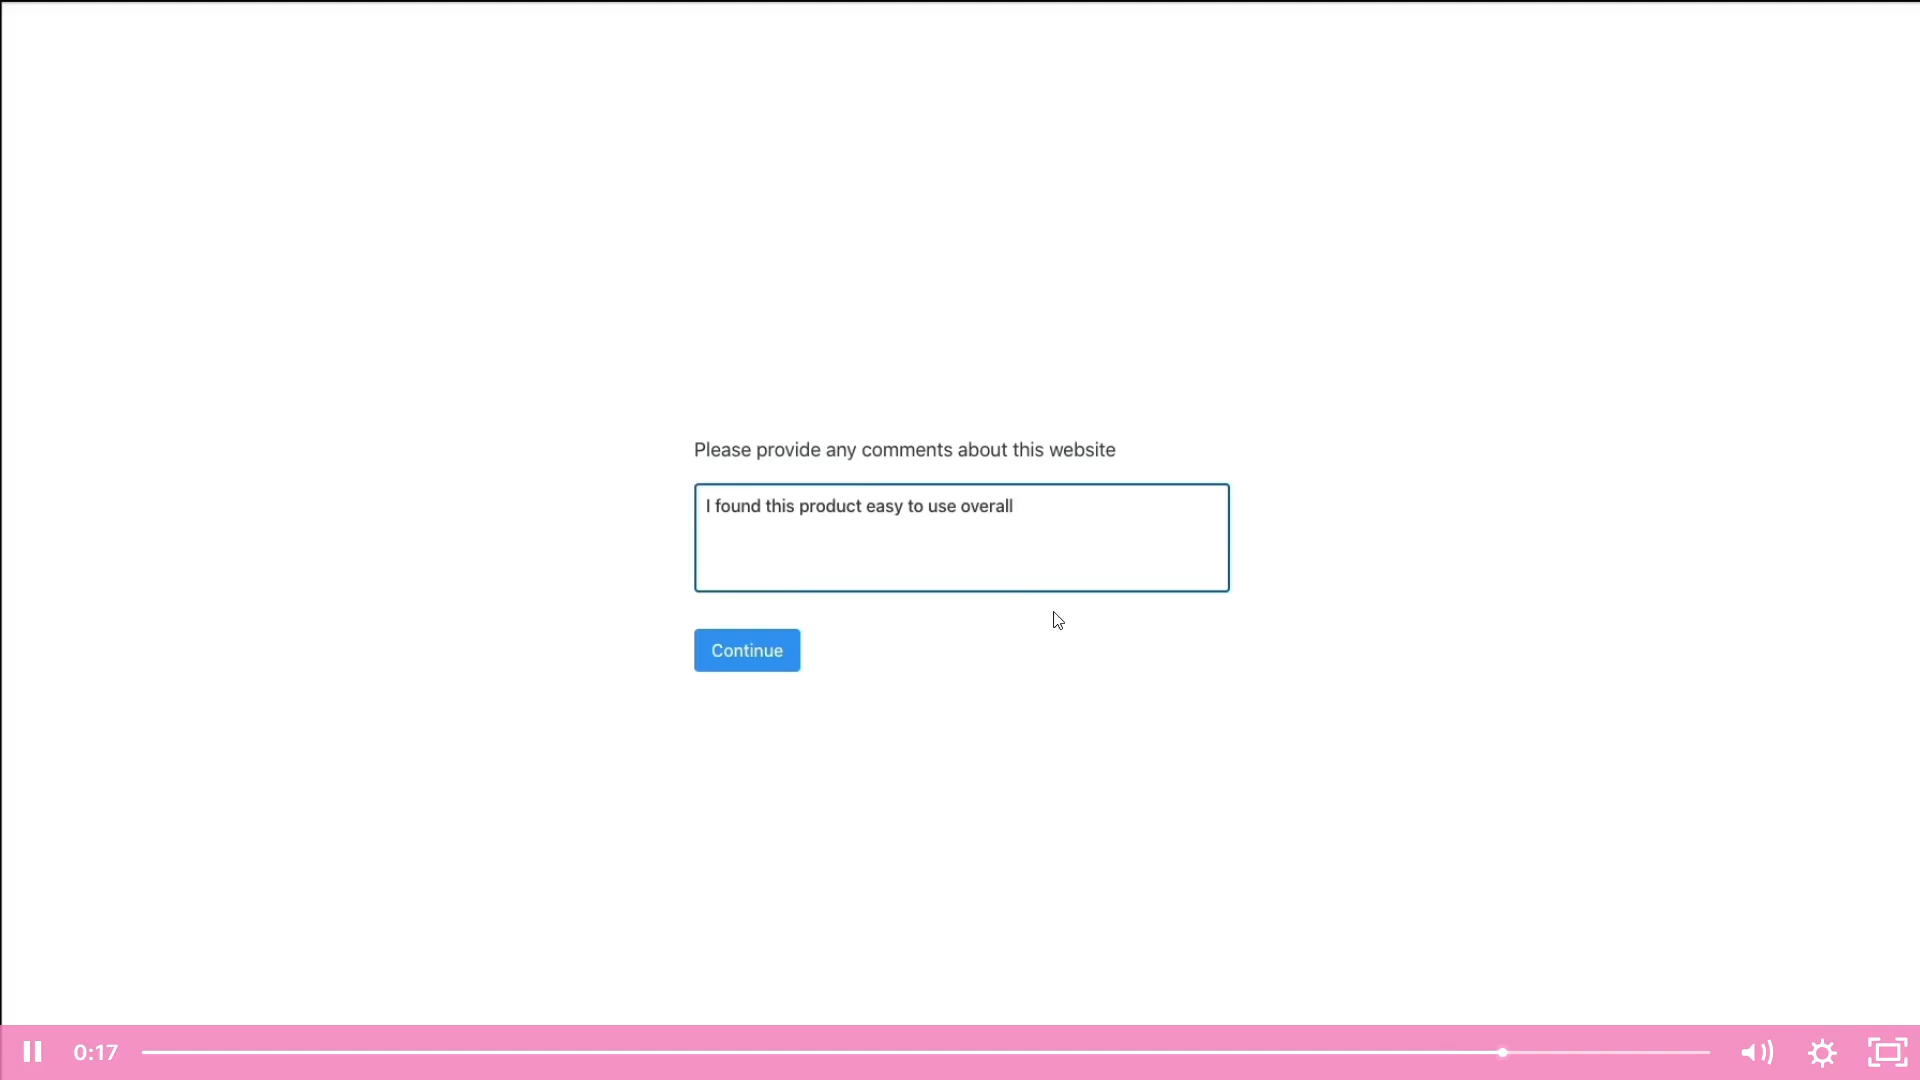 Please provide any comments about this website
I found this product easy to use overall
Continue
0:17